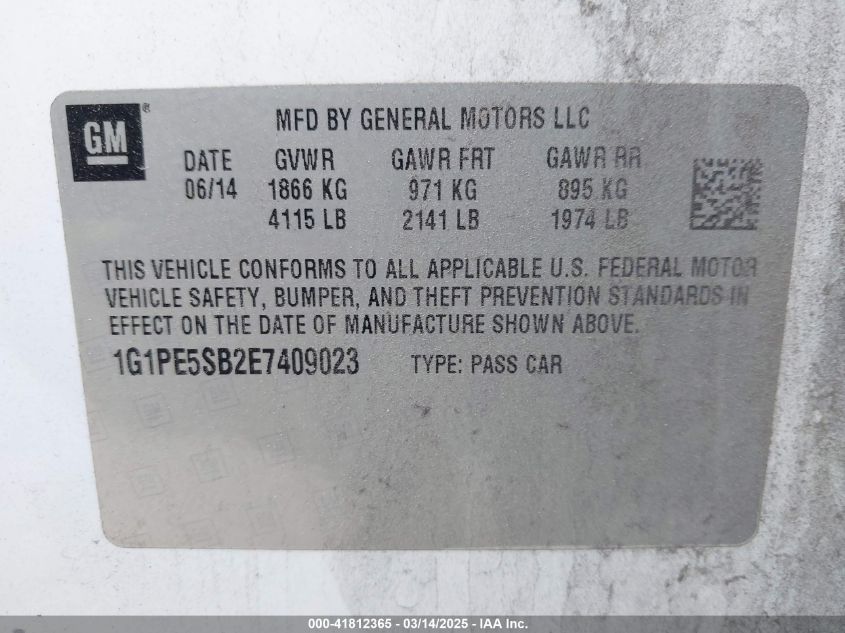 GM®
MFD BY GENERAL MOTORS LLC
DATE GVWR GAWR FRT GAWR RR
06/14 1866 KG 971 KG 895 KG
4115 LB 2141 LB 1974 LB
THIS VEHICLE CONFORMS TO ALL APPLICABLE U.S. FEDERAL MOTOR
VEHICLE SAFETY, BUMPER, AND THEFT PREVENTION STANDARDS IN
EFFECT ON THE DATE OF MANUFACTURE SHOWN ABOVE.
1G1PE5SB2E7409023 TYPE: PASS CAR
000-41812365 - 03/14/2025 - IAA Inc.